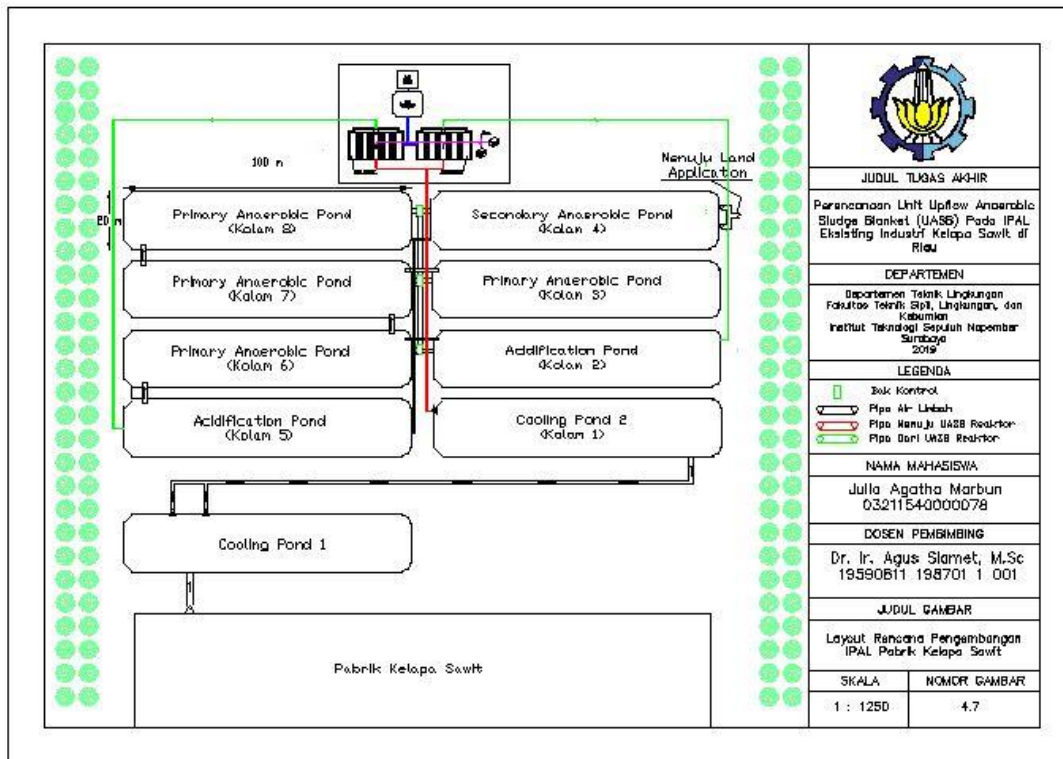 100 m
20 m
Menuju Land
Application
Primary Anaerobic Pond
(Kolam 8)
Secondary Anaerobic Pond
(Kolam 4)
Primary Anaerobic Pond
(Kolam 7)
Primary Anaerobic Pond
(Kolam 3)
Primary Anaerobic Pond
(Kolam 6)
Acidification Pond
(Kolam 2)
Acidification Pond
(Kolam 5)
Cooling Pond 2
(Kolam 1)
Cooling Pond 1
Pabrik Kelapa Sawit
JUDUL TUGAS AKHIR
Perencanaan Unit Upflow Anaerobic
Sludge Blanket (UASB) Pada IPAL
Eksisting Industri Kelapa Sawit di
Riau
DEPARTEMEN
Departemen Teknik Lingkungan
Fakultas Teknik Sipil, Lingkungan, dan
Kebumian
Institut Teknologi Sepuluh Nopember
Surabaya
2019
LEGENDA
Bak Kontrol
Pipa Air Limbah
Pipa Menuju UASB Reaktor
Pipa Dari UASB Reaktor
NAMA MAHASISWA
Julia Agatha Marbun
03211540000078
DOSEN PEMBIMBING
Dr. Ir. Agus Slamet, M.Sc
19590811 198701 1 001
JUDUL GAMBAR
Layout Rencana Pengembangan
IPAL Pabrik Kelapa Sawit
SKALA
NOMOR GAMBAR
1 : 1250
4.7